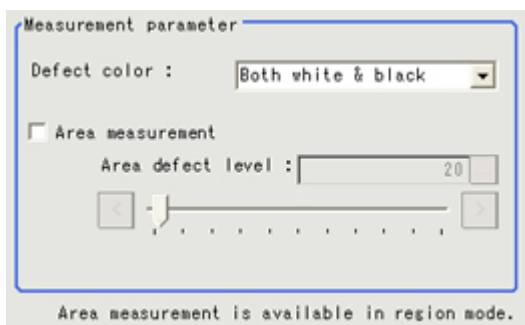 Measurement parameter
Defect color : Both white & black
Area measurement
Area defect level : 20
< >
Area measurement is available in region mode.